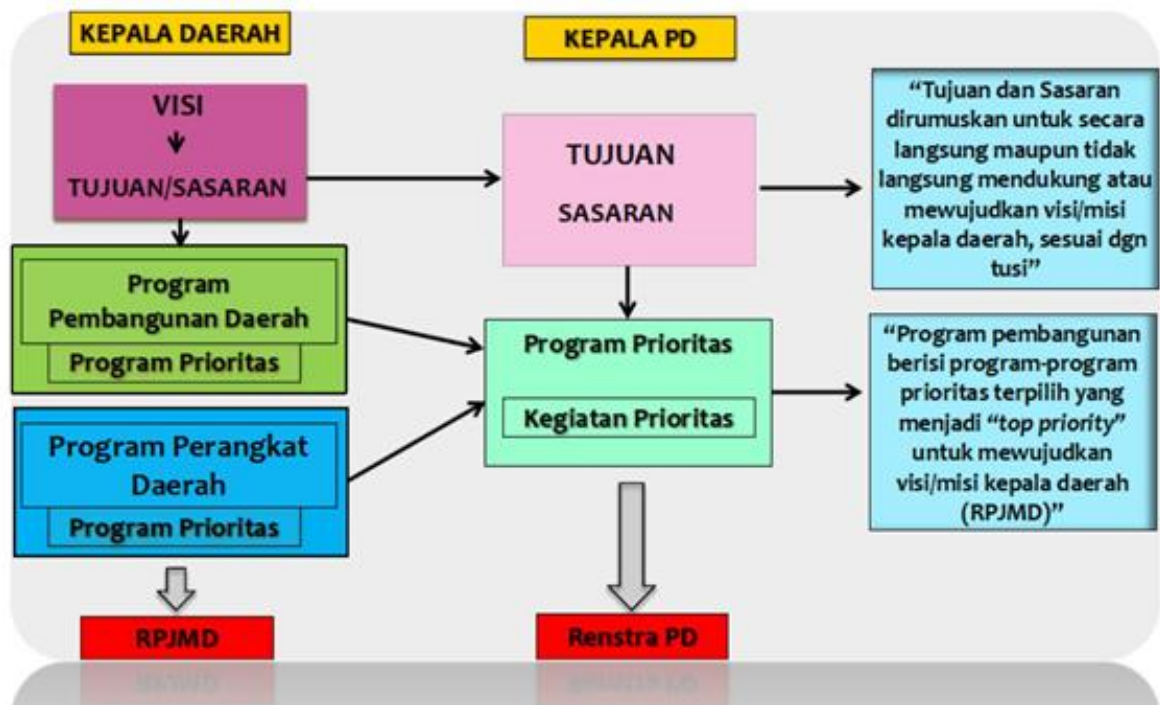 KEPALA DAERAH
VISI
TUJUAN/SASARAN
Program
Pembangunan Daerah
Program Prioritas
Program Perangkat
Daerah
Program Prioritas
RPJMD
KEPALA PD
TUJUAN
SASARAN
Program Prioritas
Kegiatan Prioritas
Renstra PD
“Tujuan dan Sasaran
dirumuskan untuk secara
langsung maupun tidak
langsung mendukung atau
mewujudkan visi/misi
kepala daerah, sesuai dgn
tusi”
“Program pembangunan
berisi program-program
prioritas terpilih yang
menjadi “top priority”
untuk mewujudkan
visi/misi kepala daerah
(RPJMD)”